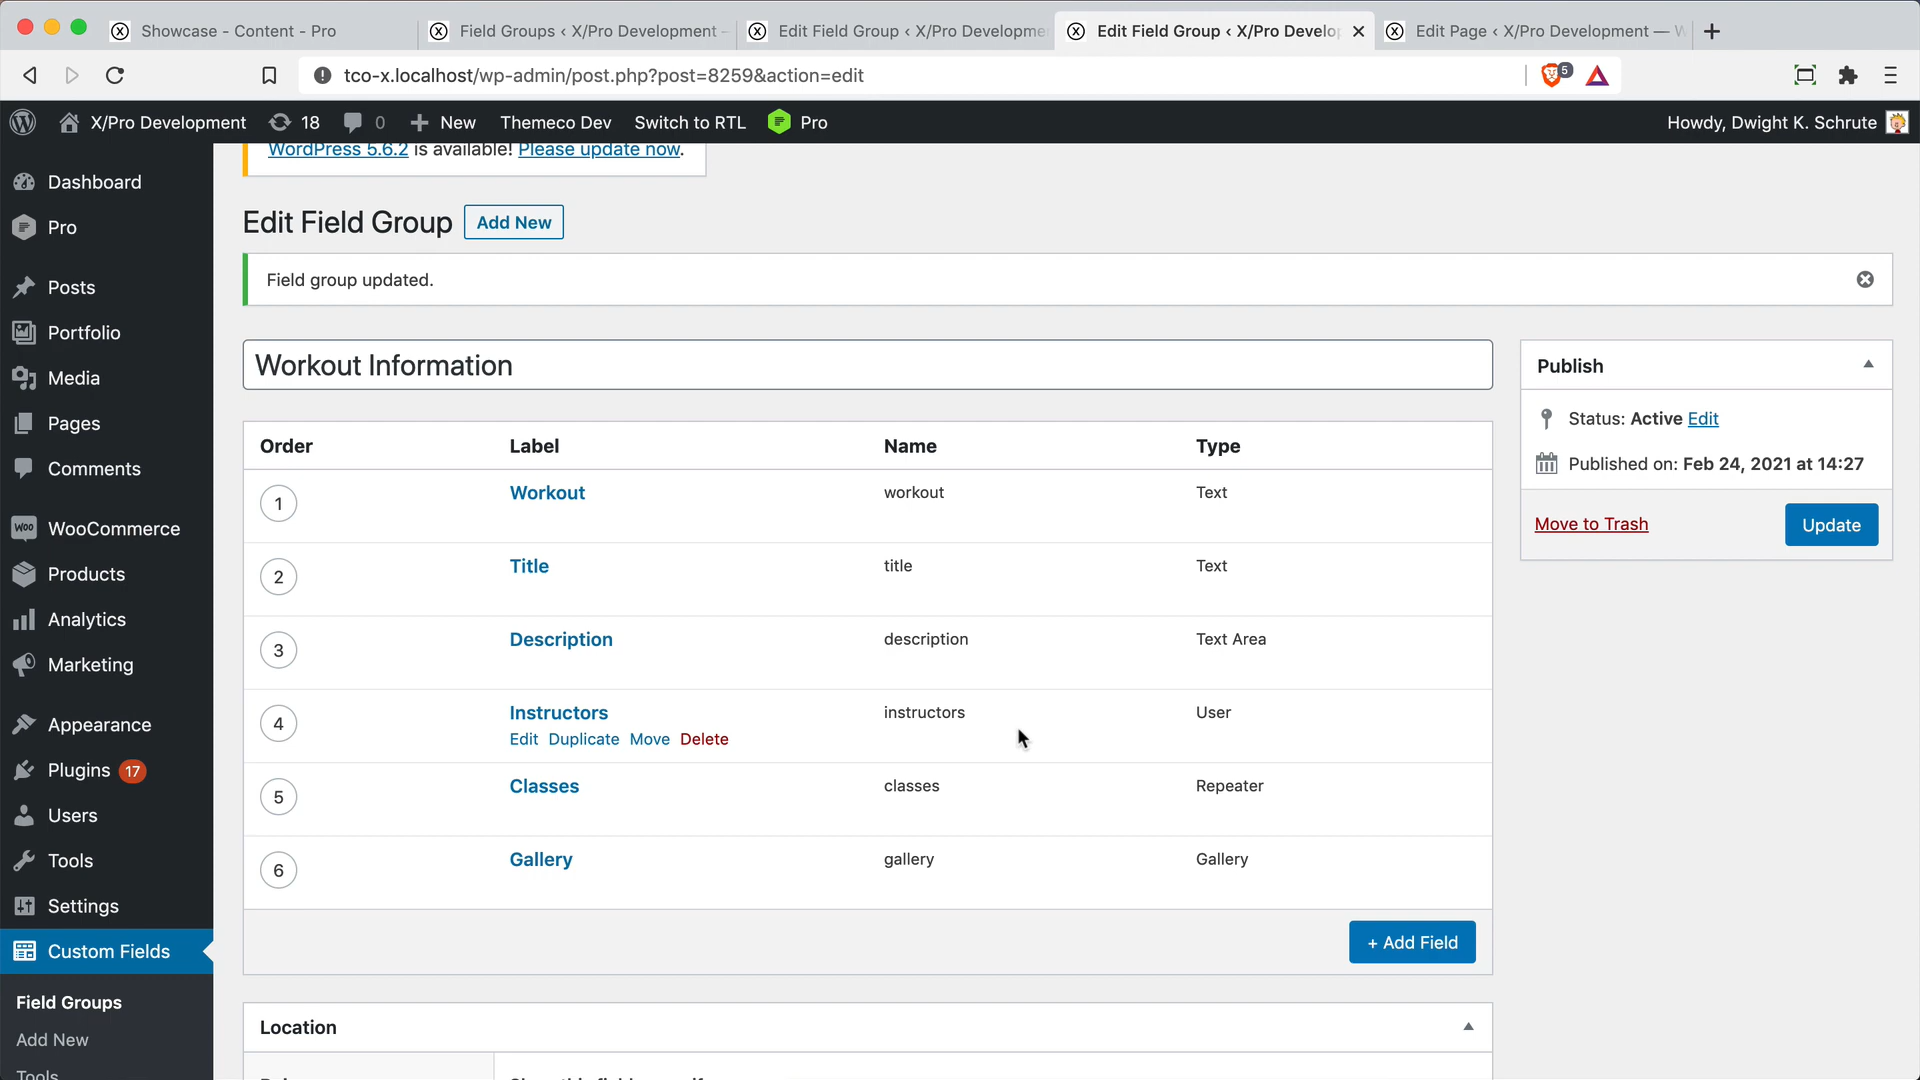 Showcase - Content - Pro
Field Groups ‹ X/Pro Development —
Edit Field Group ‹ X/Pro Developme
Edit Field Group ‹ X/Pro Develo
Edit Page ‹ X/Pro Development — W
tco-x.localhost/wp-admin/post.php?post=8259&action=edit
5
X/Pro Development
18
0
New
Themeco Dev
Switch to RTL
Pro
Howdy, Dwight K. Schrute
Dashboard
Pro
Posts
Portfolio
Media
Pages
Comments
WooCommerce
Products
Analytics
Marketing
Appearance
Plugins 17
Users
Tools
Settings
Custom Fields
Field Groups
Add New
Tools
WordPress 5.6.2 is available! Please update now.
Edit Field Group
Add New
Field group updated.
Workout Information
Order Label Name Type
1 Workout workout Text
2 Title title Text
3 Description description Text Area
4 Instructors instructors User
Edit Duplicate Move Delete
5 Classes classes Repeater
6 Gallery gallery Gallery
+ Add Field
Location
Publish
Status: Active Edit
Published on: Feb 24, 2021 at 14:27
Move to Trash
Update